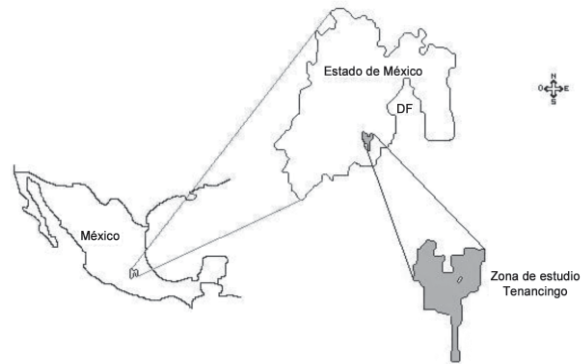 Estado de México
DF
N
O E
S
México
Zona de estudio
Tenancingo